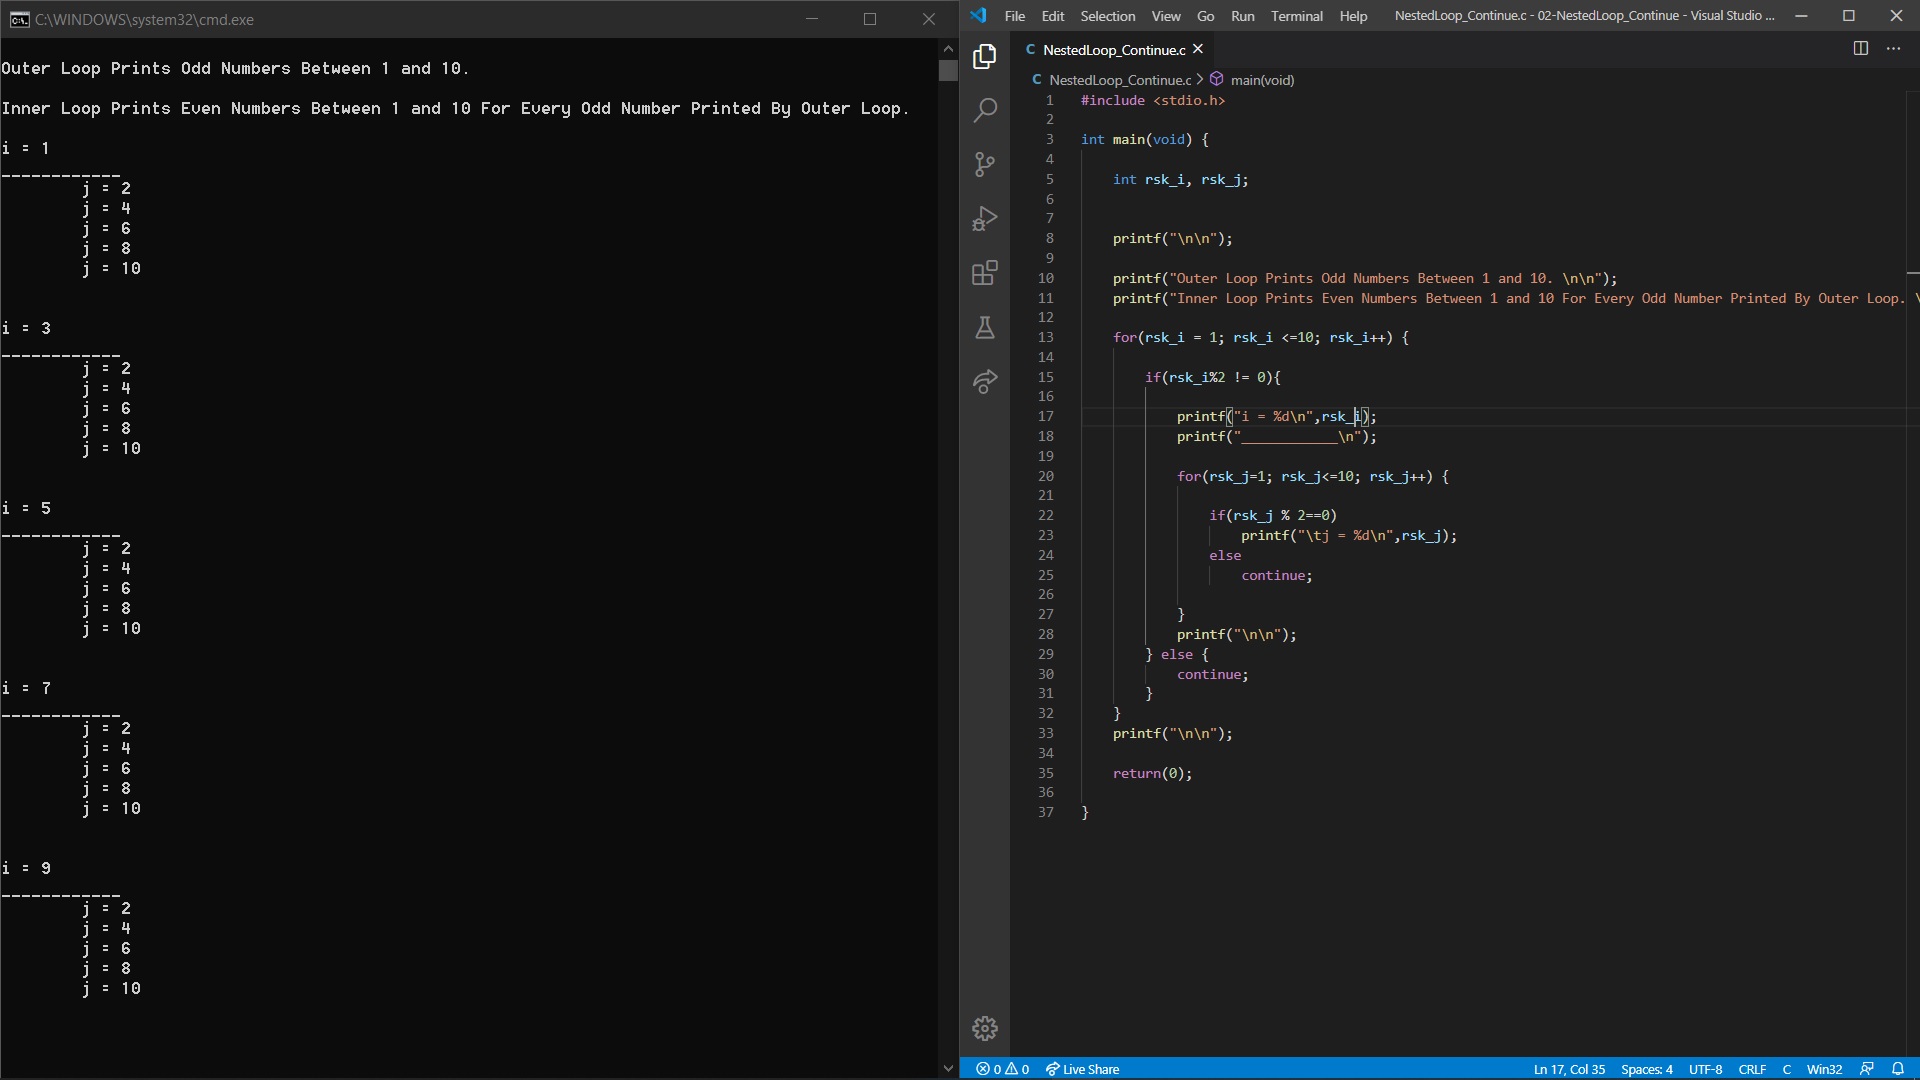 C:\WINDOWS\system32\cmd.exe
Outer Loop Prints Odd Numbers Between 1 and 10.
Inner Loop Prints Even Numbers Between 1 and 10 For Every Odd Number Printed By Outer Loop.
i = 1
____________
j = 2
j = 4
j = 6
j = 8
j = 10
i = 3
____________
j = 2
j = 4
j = 6
j = 8
j = 10
i = 5
____________
j = 2
j = 4
j = 6
j = 8
j = 10
i = 7
____________
j = 2
j = 4
j = 6
j = 8
j = 10
i = 9
____________
j = 2
j = 4
j = 6
j = 8
j = 10
File Edit Selection View Go Run Terminal Help NestedLoop_Continue.c - 02-NestedLoop_Continue - Visual Studio ...
C NestedLoop_Continue.c
C NestedLoop_Continue.c > main(void)
1 #include <stdio.h>
2
3 int main(void) {
4
5 int rsk_i, rsk_j;
6
7
8 printf("\n\n");
9
10 printf("Outer Loop Prints Odd Numbers Between 1 and 10. \n\n");
11 printf("Inner Loop Prints Even Numbers Between 1 and 10 For Every Odd Number Printed By Outer Loop. \
12
13 for(rsk_i = 1; rsk_i <=10; rsk_i++) {
14
15 if(rsk_i%2 != 0){
16
17 printf("i = %d\n",rsk_i);
18 printf("____________\n");
19
20 for(rsk_j=1; rsk_j<=10; rsk_j++) {
21
22 if(rsk_j % 2==0)
23 printf("\tj = %d\n",rsk_j);
24 else
25 continue;
26
27 }
28 printf("\n\n");
29 } else {
30 continue;
31 }
32 }
33 printf("\n\n");
34
35 return(0);
36
37 }
0 0 Live Share Ln 17, Col 35 Spaces: 4 UTF-8 CRLF C Win32